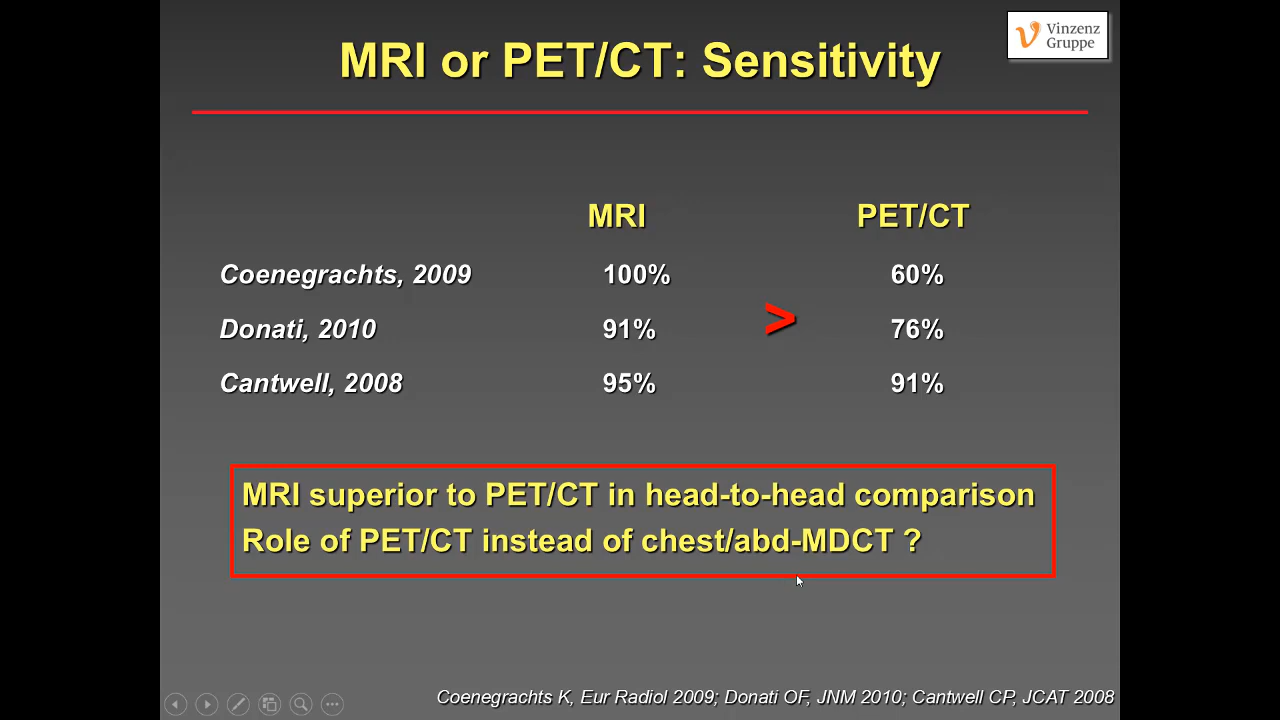 Vinzenz
Gruppe
MRI or PET/CT: Sensitivity
MRI PET/CT
Coenegrachts, 2009 100% 60%
>
Donati, 2010 91% 76%
Cantwell, 2008 95% 91%
MRI superior to PET/CT in head-to-head comparison
Role of PET/CT instead of chest/abd-MDCT ?
Coenegrachts K, Eur Radiol 2009; Donati OF, JNM 2010; Cantwell CP, JCAT 2008